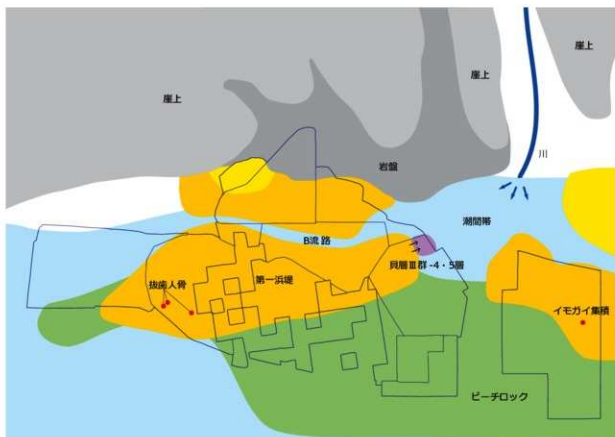 崖上
崖上
崖上
川
岩盤
潮間帯
B流路
貝層Ⅲ群-4・5層
抜歯人骨
第一浜堤
イモガイ集積
ビーチロック